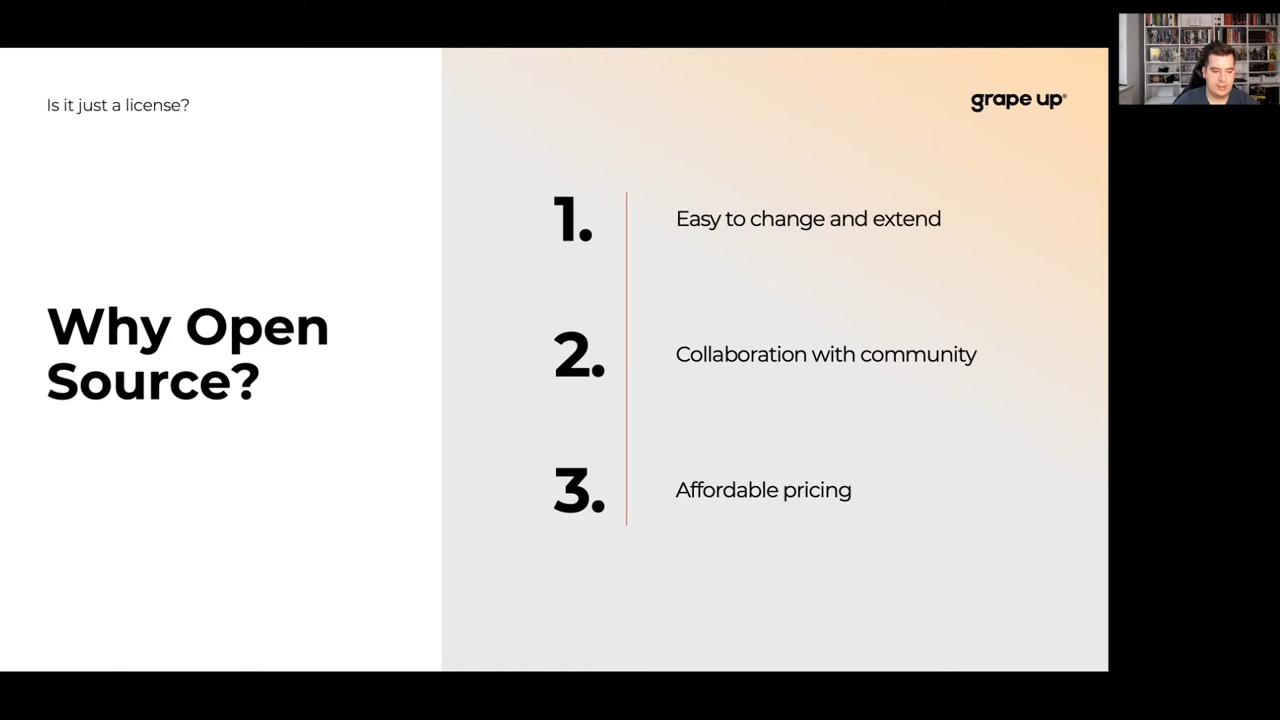 Is it just a license?
grape up®
Why Open
Source?
1. Easy to change and extend
2. Collaboration with community
3. Affordable pricing